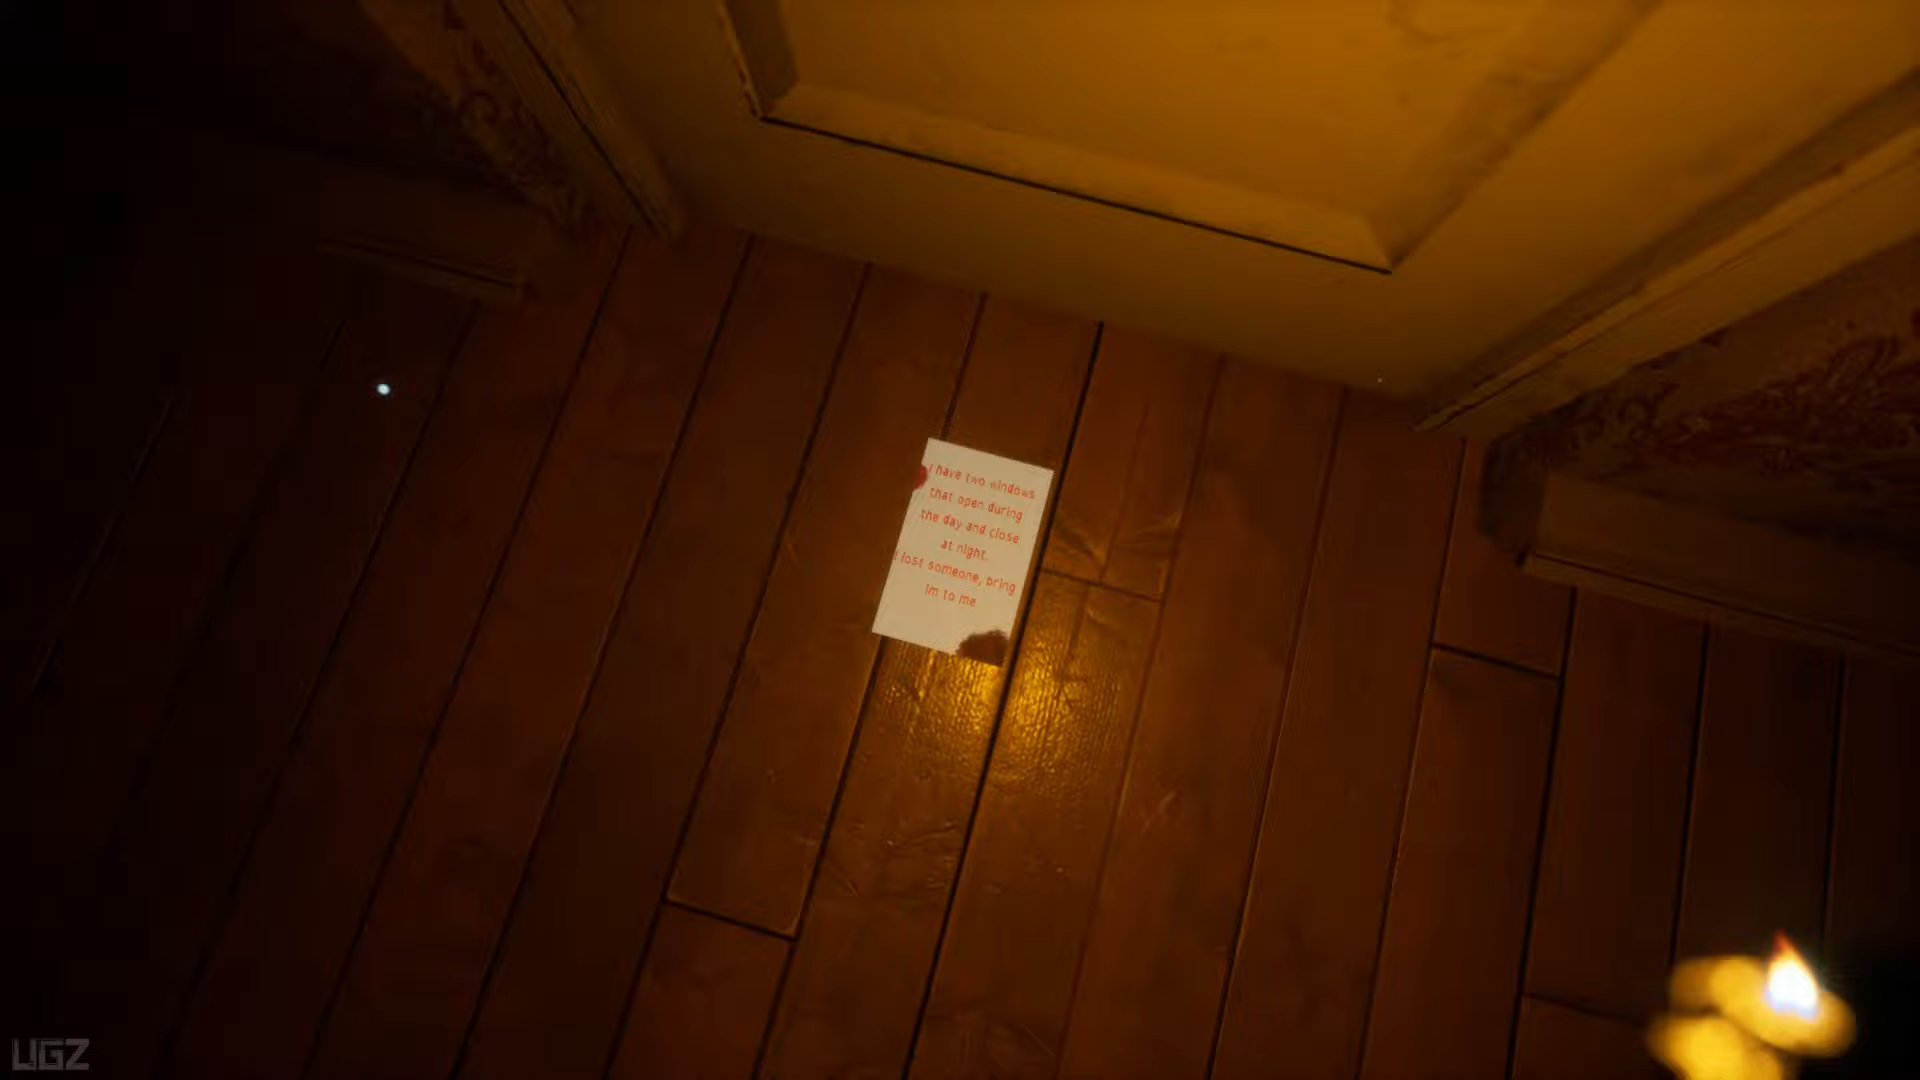 I have two windows
that open during
the day and close
at night.
I lost someone, bring
im to me
UGZ